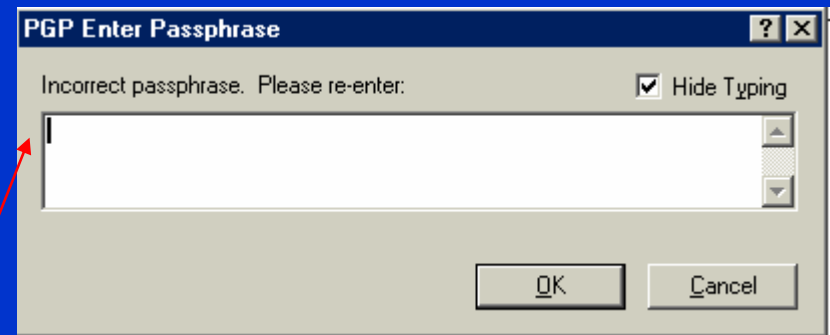 PGP Enter Passphrase
Incorrect passphrase. Please re-enter: Hide Typing
OK Cancel